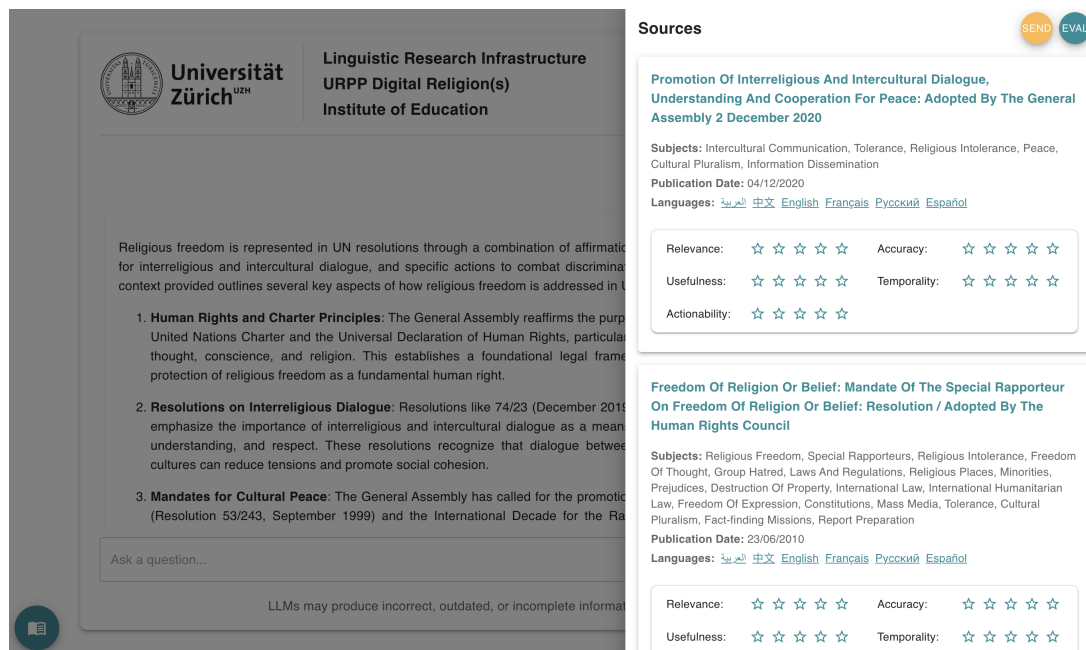 Universität
Zürich UZH
Linguistic Research Infrastructure
URPP Digital Religion(s)
Institute of Education
Religious freedom is represented in UN resolutions through a combination of
for interreligious and intercultural dialogue, and specific actions to combat
context provided outlines several key aspects of how religious freedom is addressed in
1. Human Rights and Charter Principles: The General Assembly reaffirms the
United Nations Charter and the Universal Declaration of Human Rights,
thought, conscience, and religion. This establishes a foundational legal
protection of religious freedom as a fundamental human right.
2. Resolutions on Interreligious Dialogue: Resolutions like 74/23 (December 2019
emphasize the importance of interreligious and intercultural dialogue as a
understanding, and respect. These resolutions recognize that dialogue
cultures can reduce tensions and promote social cohesion.
3. Mandates for Cultural Peace: The General Assembly has called for the
(Resolution 53/243, September 1999) and the International Decade for the
Ask a question...
LLMs may produce incorrect, outdated, or incomplete
Sources
SEND
EVAL
Promotion Of Interreligious And Intercultural Dialogue,
Understanding And Cooperation For Peace: Adopted By The General
Assembly 2 December 2020
Subjects: Intercultural Communication, Tolerance, Religious Intolerance, Peace,
Cultural Pluralism, Information Dissemination
Publication Date: 04/12/2020
Languages: العربية 中文 English Français Русский Español
Relevance: Accuracy:
Usefulness: Temporality:
Actionability:
Freedom Of Religion Or Belief: Mandate Of The Special Rapporteur
On Freedom Of Religion Or Belief: Resolution / Adopted By The
Human Rights Council
Subjects: Religious Freedom, Special Rapporteurs, Religious Intolerance, Freedom
Of Thought, Group Hatred, Laws And Regulations, Religious Places, Minorities,
Prejudices, Destruction Of Property, International Law, International Humanitarian
Law, Freedom Of Expression, Constitutions, Mass Media, Tolerance, Cultural
Pluralism, Fact-finding Missions, Report Preparation
Publication Date: 23/06/2010
Languages: العربية 中文 English Français Русский Español
Relevance: Accuracy:
Usefulness: Temporality: